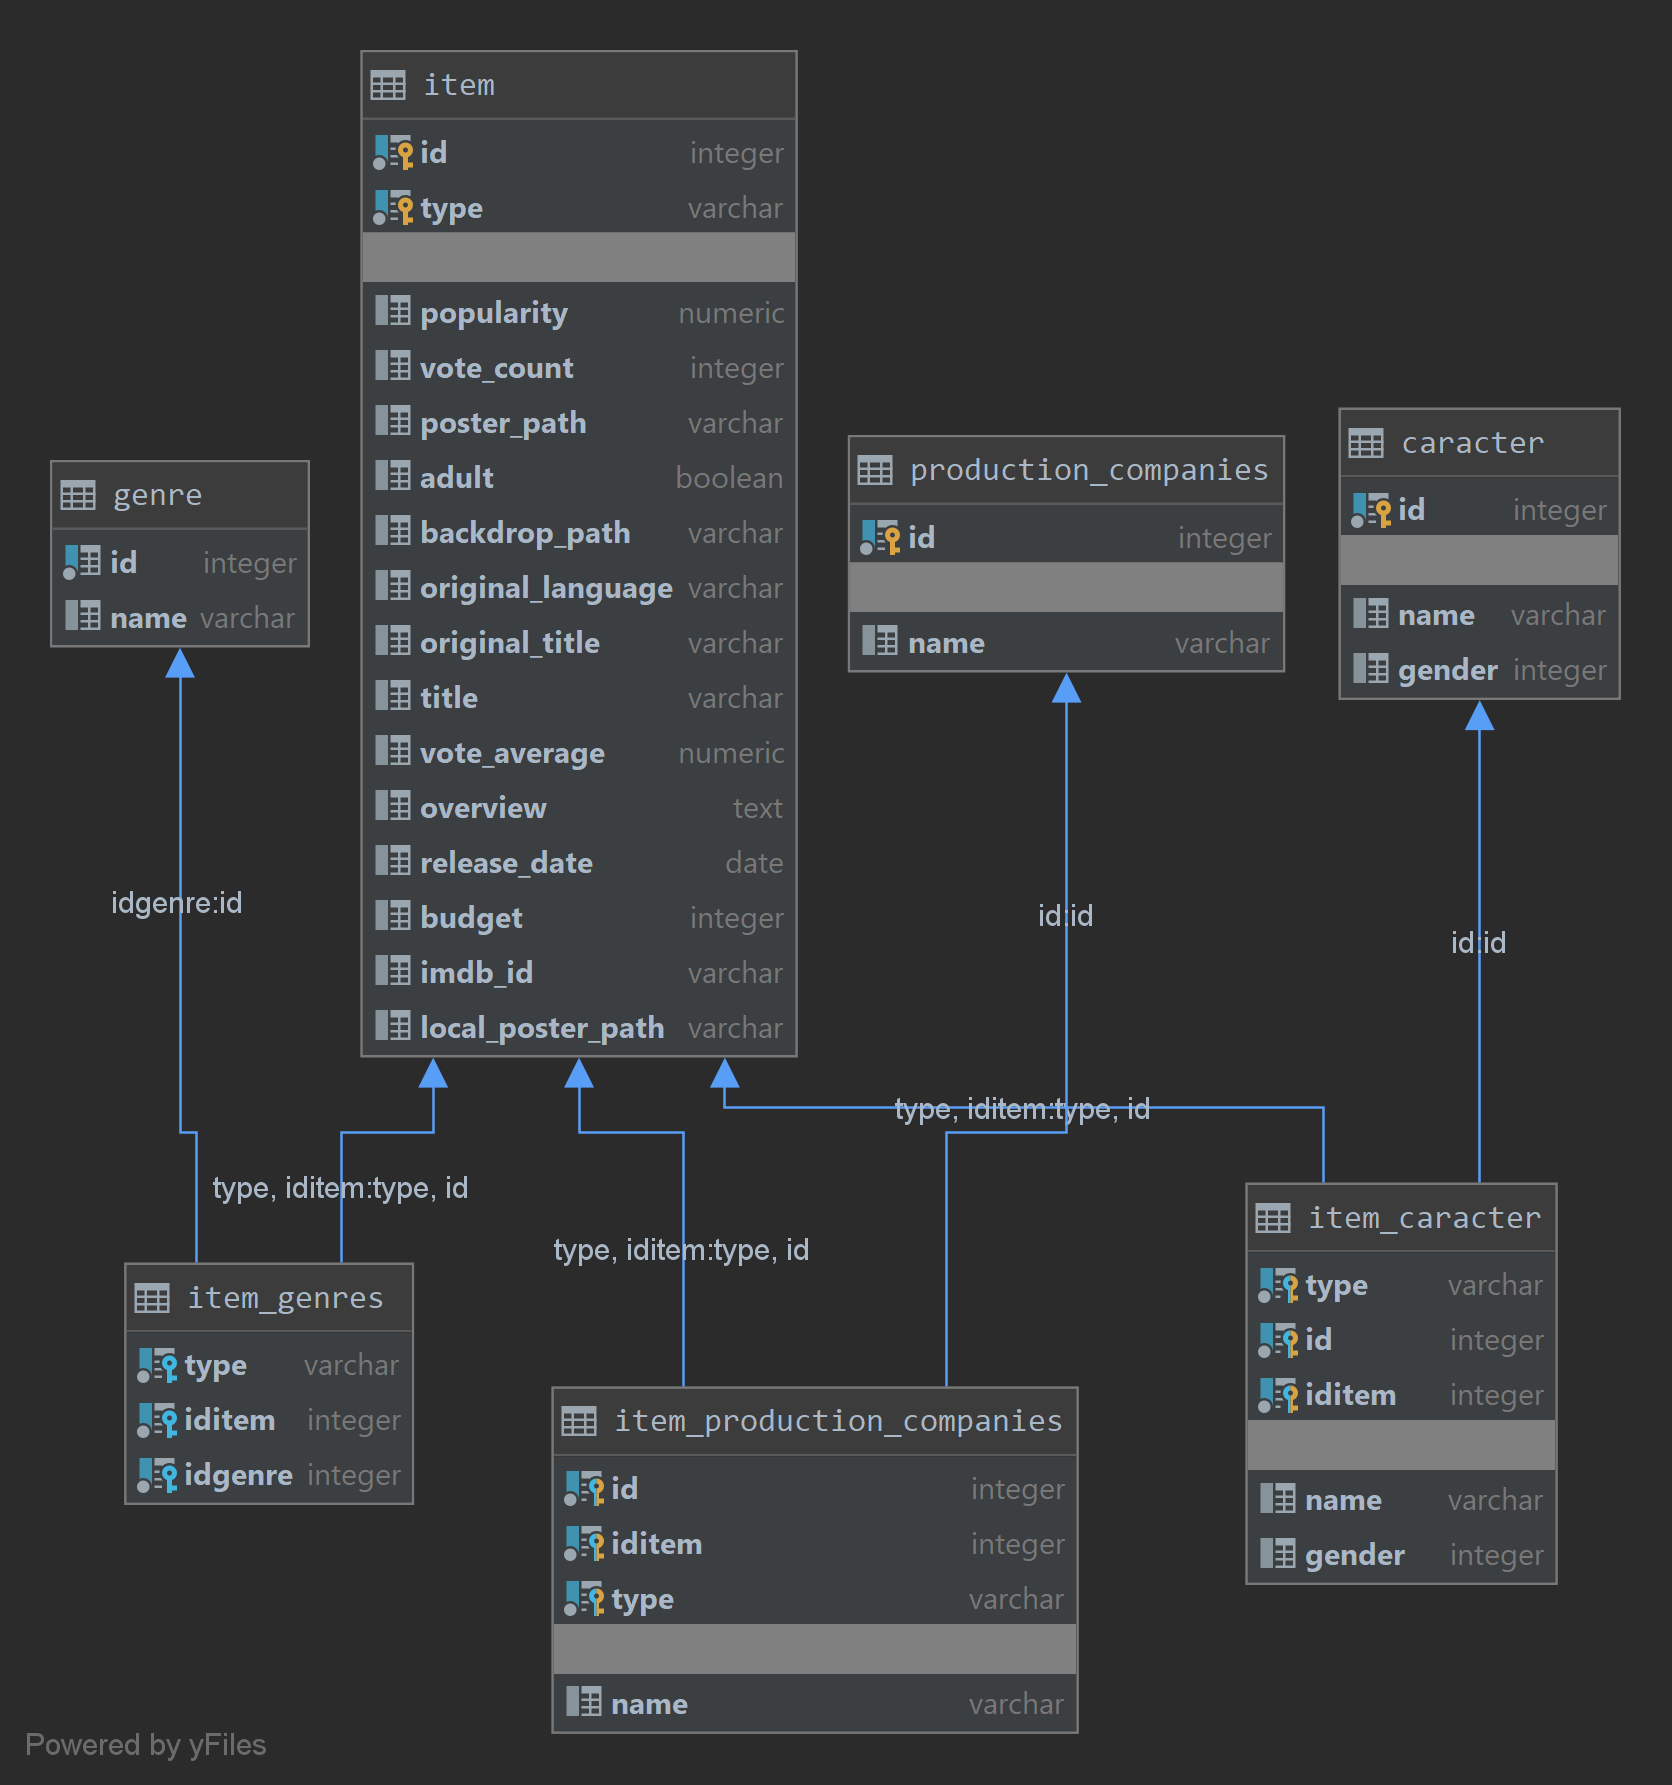 item
id integer
type varchar
popularity numeric
vote_count integer
poster_path varchar
adult boolean
backdrop_path varchar
original_language varchar
original_title varchar
title varchar
vote_average numeric
overview text
release_date date
budget integer
imdb_id varchar
local_poster_path varchar
genre
id integer
name varchar
production_companies
id integer
name varchar
caracter
id integer
name varchar
gender integer
idgenre:id
id:id
id:id
type, iditem:type, id
type, iditem:type, id
type, iditem:type, id
item_genres
type varchar
iditem integer
idgenre integer
item_production_companies
id integer
iditem integer
type varchar
name varchar
item_caracter
type varchar
id integer
iditem integer
name varchar
gender integer
Powered by yFiles